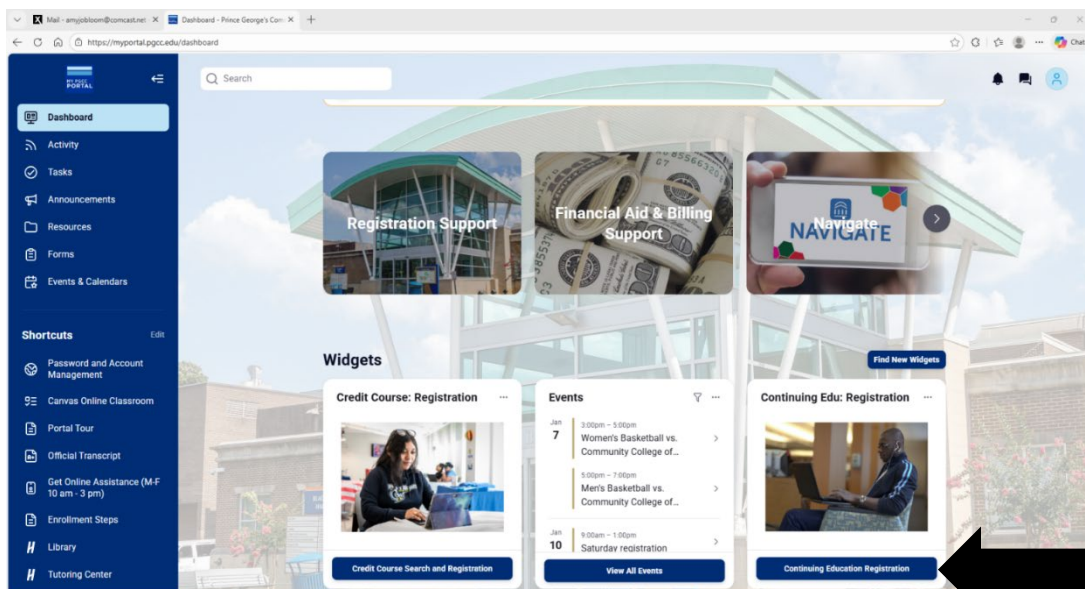 Mail - amyjobloom@comcast.net
Dashboard - Prince George's Com
https://myportal.pgcc.edu/dashboard
Chat
MY PGCC
PORTAL
Search
Dashboard
Activity
Tasks
Announcements
Resources
Forms
Events & Calendars
Shortcuts
Edit
Password and Account
Management
Canvas Online Classroom
Portal Tour
Official Transcript
Get Online Assistance (M-F
10 am - 3 pm)
Enrollment Steps
Library
Tutoring Center
Registration Support
Financial Aid & Billing
Support
Navigate
NAVIGATE
Widgets
Find New Widgets
Credit Course: Registration
Credit Course Search and Registration
Events
Jan
7
3:00pm – 5:00pm
Women's Basketball vs.
Community College of...
5:00pm – 7:00pm
Men's Basketball vs.
Community College of...
Jan
10
9:00am – 1:00pm
Saturday registration
View All Events
Continuing Edu: Registration
Continuing Education Registration